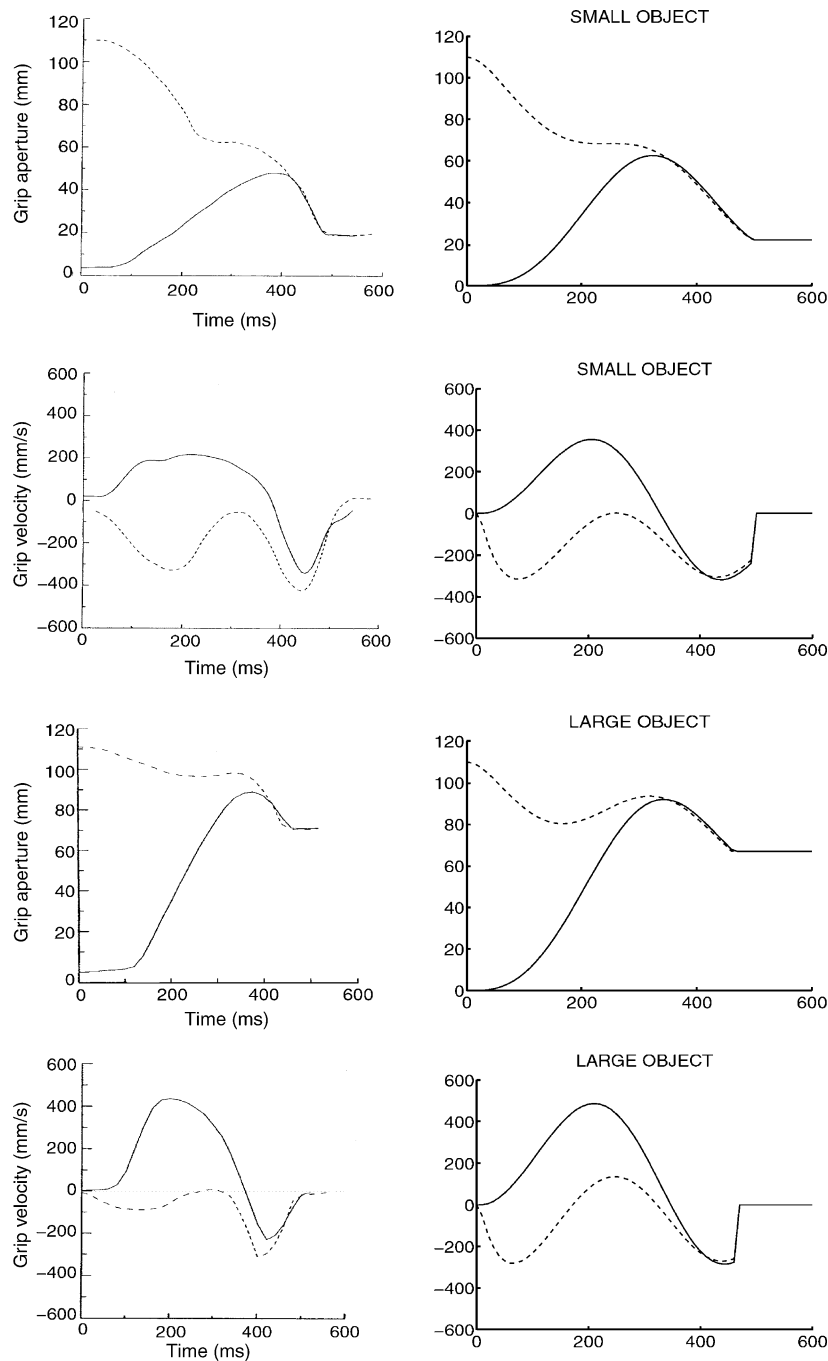 120
100
80
60
40
20
0
Grip aperture (mm)
0 200 400 600
Time (ms)
SMALL OBJECT
120
100
80
60
40
20
0
0 200 400 600
600
400
200
0
−200
−400
−600
Grip velocity (mm/s)
0 200 400 600
Time (ms)
SMALL OBJECT
600
400
200
0
−200
−400
−600
0 200 400 600
120
100
80
60
40
20
0
Grip aperture (mm)
0 200 400 600
Time (ms)
LARGE OBJECT
120
100
80
60
40
20
0
0 200 400 600
600
400
200
0
−200
−400
−600
Grip velocity (mm/s)
0 200 400 600
Time (ms)
LARGE OBJECT
600
400
200
0
−200
−400
−600
0 200 400 600